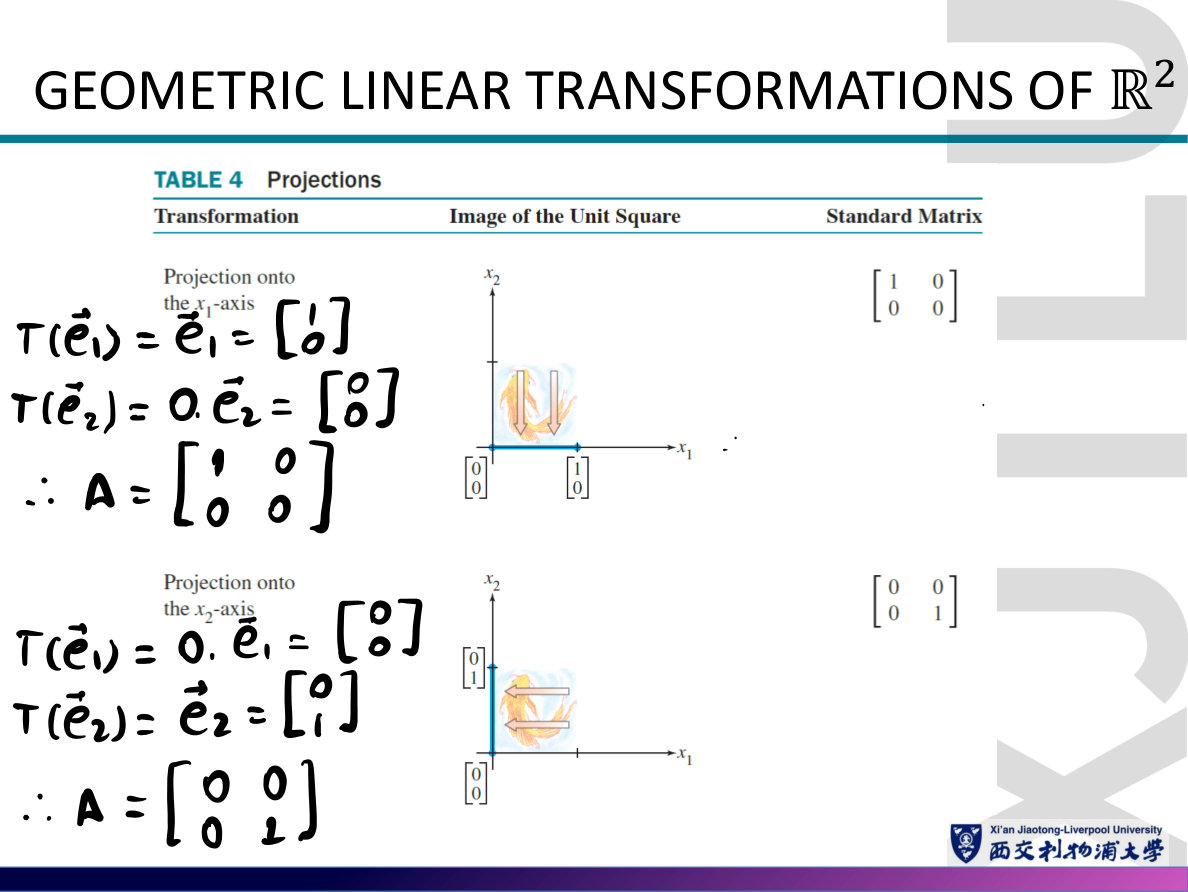 GEOMETRIC LINEAR TRANSFORMATIONS OF ℝ²
TABLE 4 Projections
Transformation Image of the Unit Square Standard Matrix
Projection onto
the x₁-axis
T(e⃗₁) = e⃗₁ = [1 0]
T(e⃗₂) = 0. e⃗₂ = [0 0]
∴ A = [1 0
0 0]
x₂
x₁
[0 0]
[1 0]
[1 0
0 0]
Projection onto
the x₂-axis
T(e⃗₁) = 0. e⃗₁ = [0 0]
T(e⃗₂) = e⃗₂ = [0 1]
∴ A = [0 0
0 1]
x₂
[0 1]
x₁
[0 0]
[0 0
0 1]
XJTLU
Xi'an Jiaotong-Liverpool University
西交利物浦大学